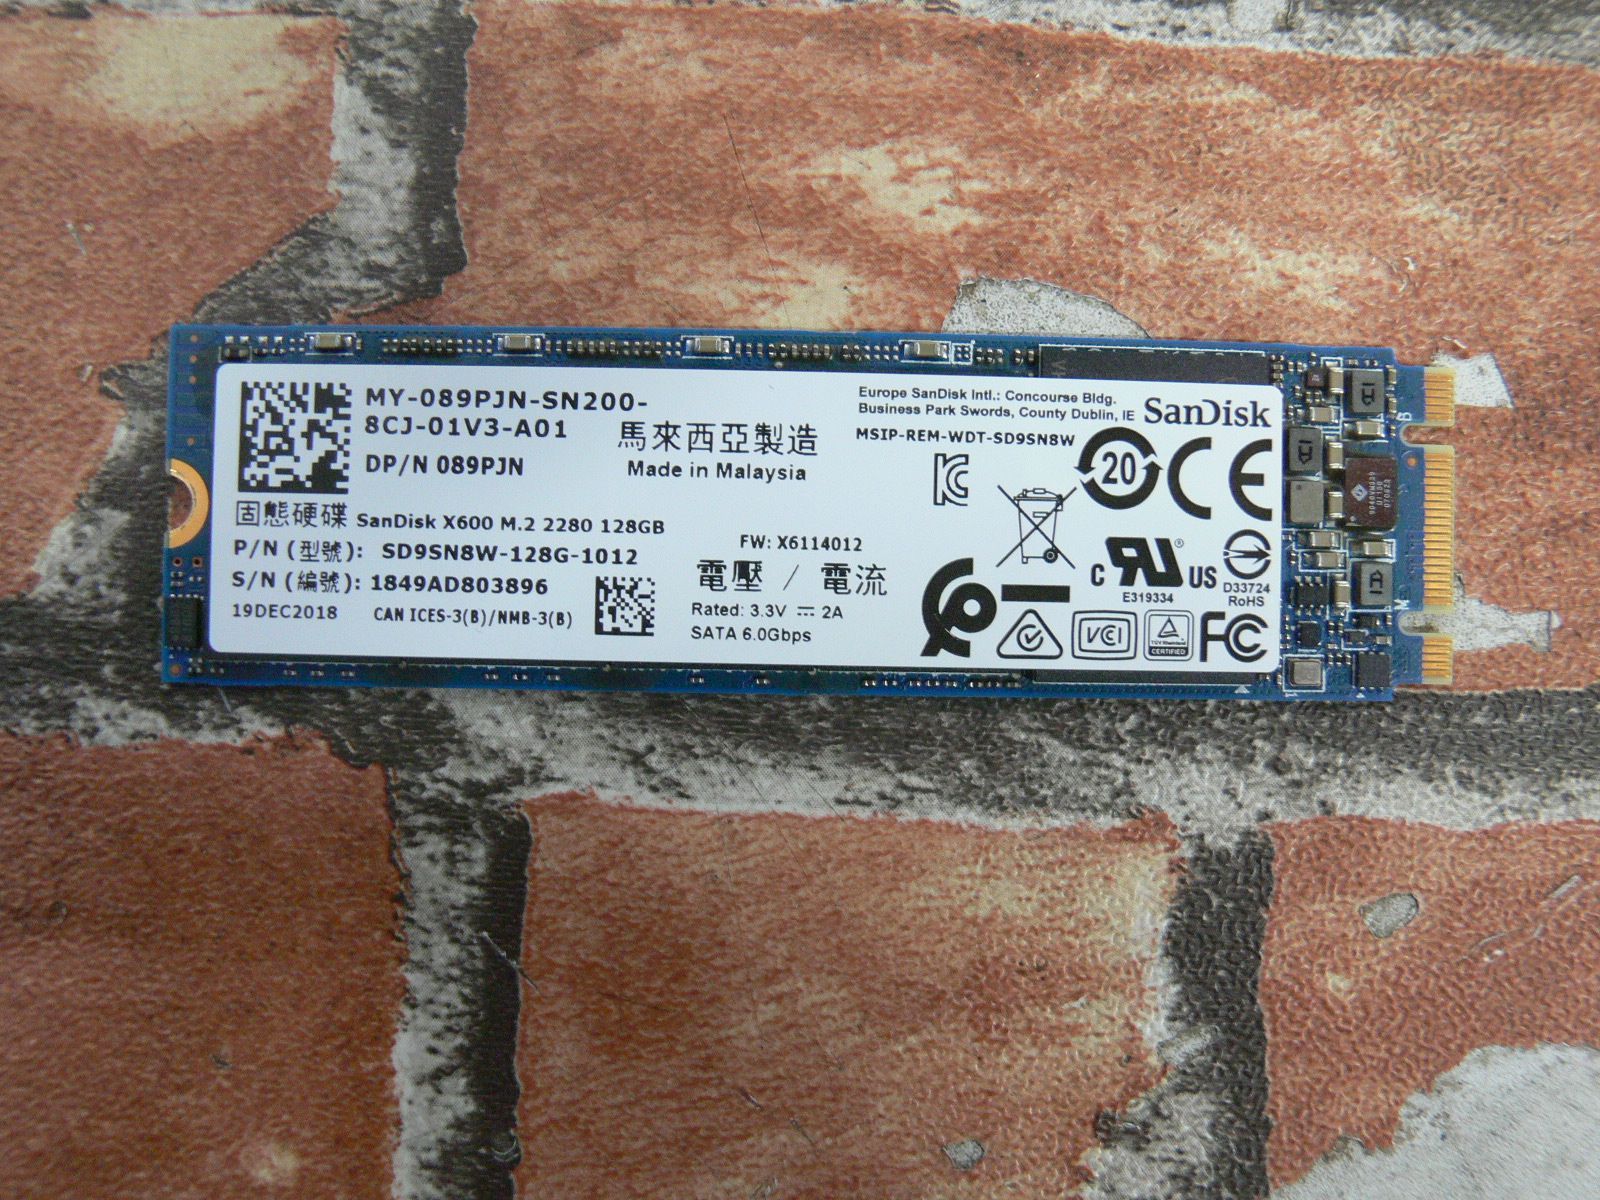 MY-089PJN-SN200-
8CJ-01V3-A01
DP/N 089PJN
馬來西亞製造
Made in Malaysia
Europe SanDisk Intl.: Concourse Bldg.
Business Park Swords, County Dublin, IE
SanDisk
MSIP-REM-WDT-SD9SN8W
20
固態硬碟 SanDisk X600 M.2 2280 128GB
P/N (型號): SD9SN8W-128G-1012
S/N (編號): 1849AD803896
19DEC2018
CAN ICES-3(B)/NMB-3(B)
FW: X6114012
電壓 / 電流
Rated: 3.3V ⎓ 2A
SATA 6.0Gbps
C US ®
E319334
D33724
RoHS
VCI
TÜVRheinland
CERTIFIED
FC
CE
B
M